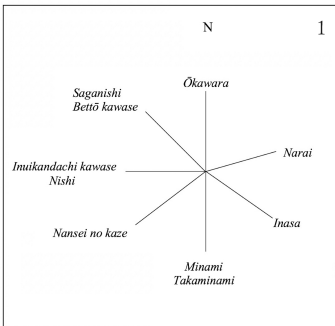 N
1
Ōkawara
Saganishi
Bettō kawase
Narai
Inuikandachi kawase
Nishi
Inasa
Nansei no kaze
Minami
Takaminami